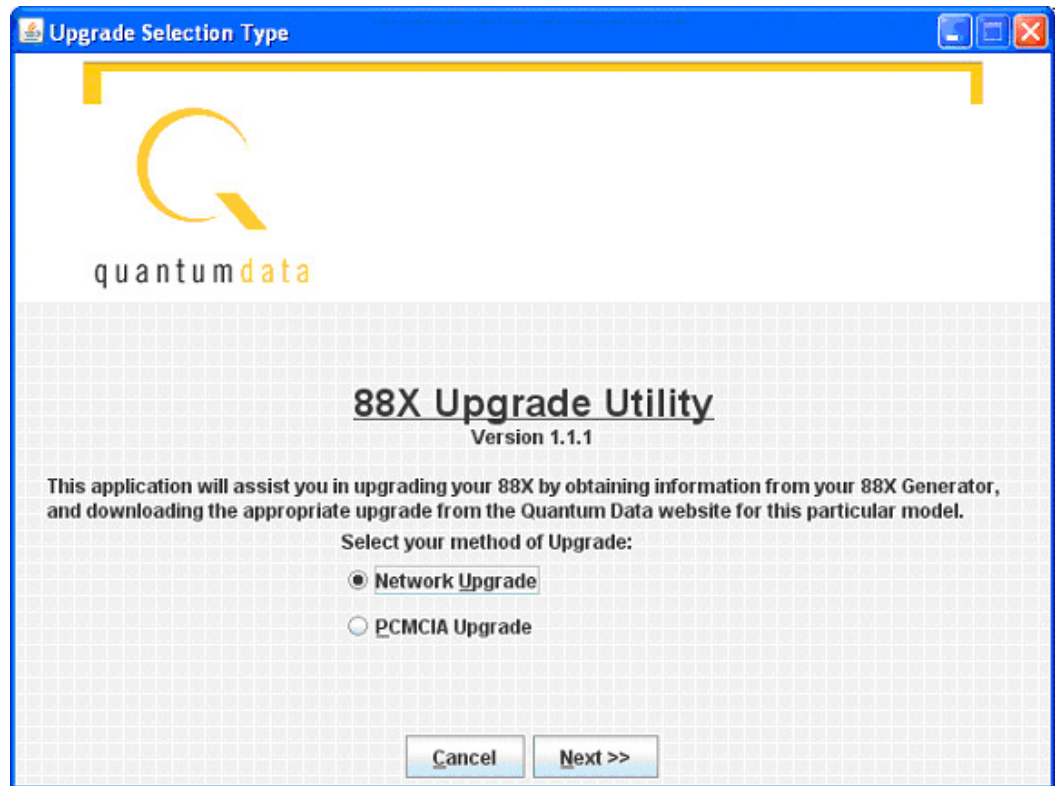 Upgrade Selection Type
quantumdata
88X Upgrade Utility
Version 1.1.1
This application will assist you in upgrading your 88X by obtaining information from your 88X Generator,
and downloading the appropriate upgrade from the Quantum Data website for this particular model.
Select your method of Upgrade:
Network Upgrade
PCMCIA Upgrade
Cancel
Next >>